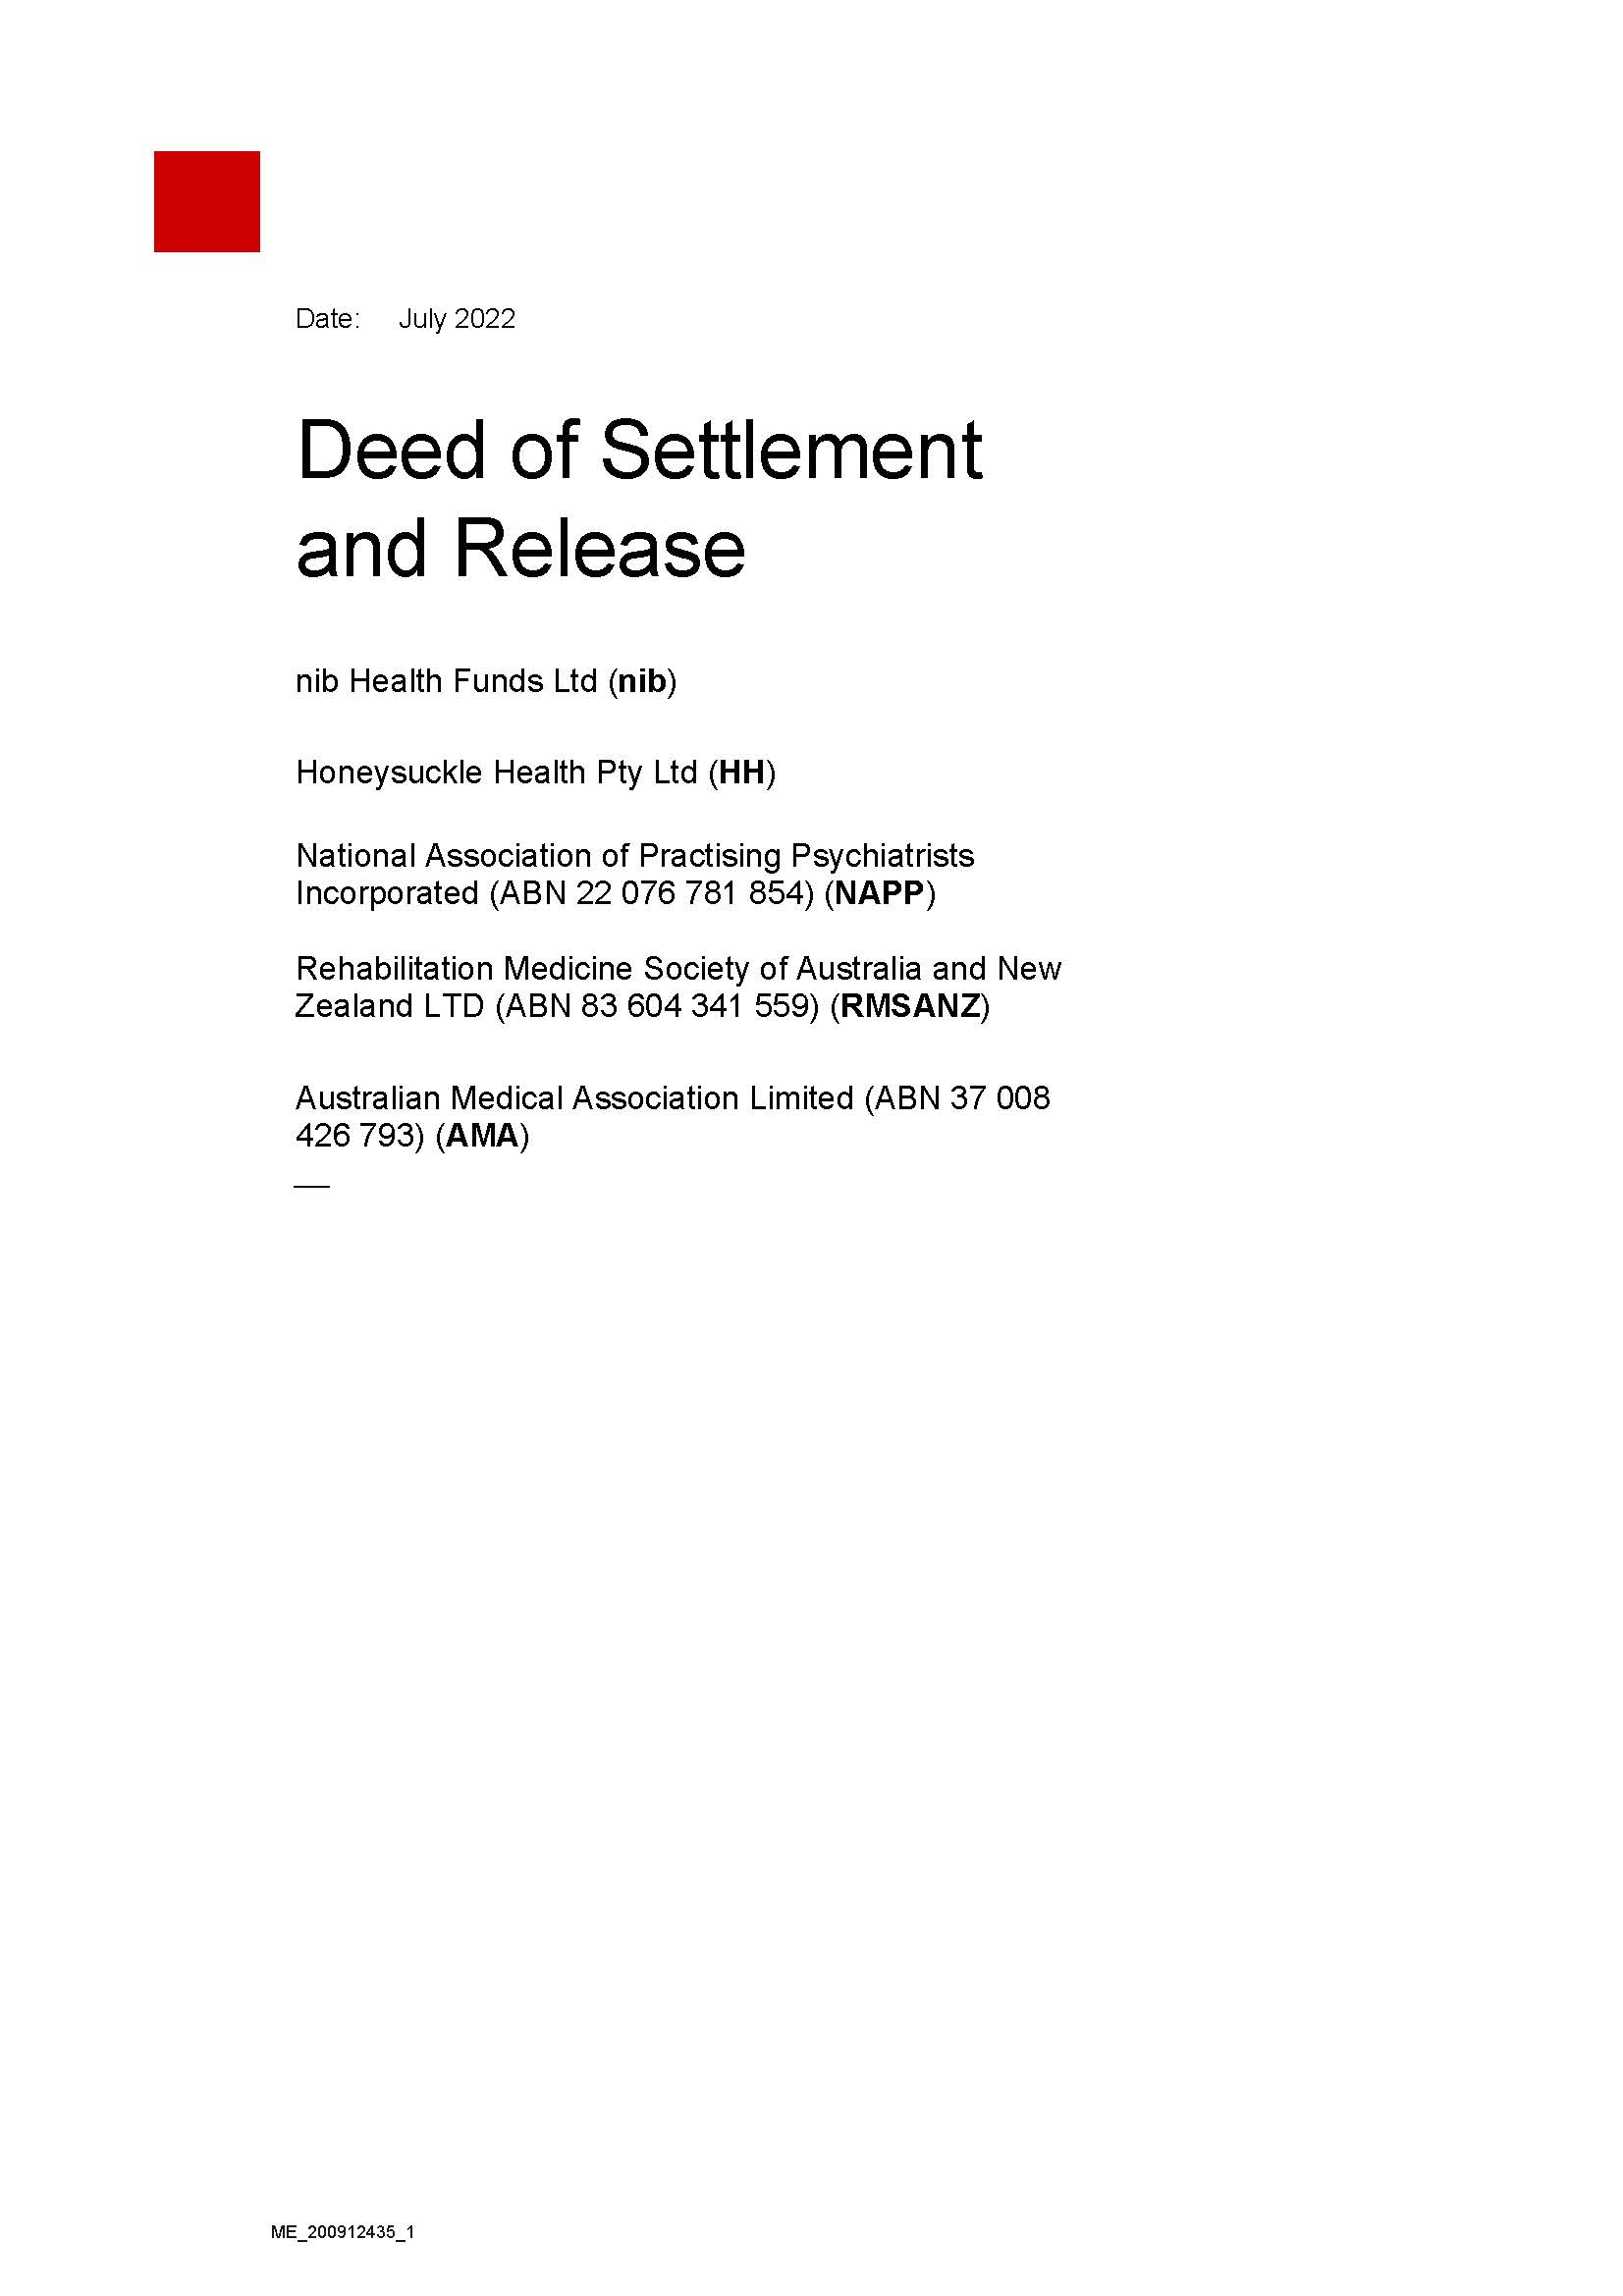 Date: July 2022
Deed of Settlement
and Release
nib Health Funds Ltd (nib)
Honeysuckle Health Pty Ltd (HH)
National Association of Practising Psychiatrists
Incorporated (ABN 22 076 781 854) (NAPP)
Rehabilitation Medicine Society of Australia and New
Zealand LTD (ABN 83 604 341 559) (RMSANZ)
Australian Medical Association Limited (ABN 37 008
426 793) (AMA)
ME_200912435_1